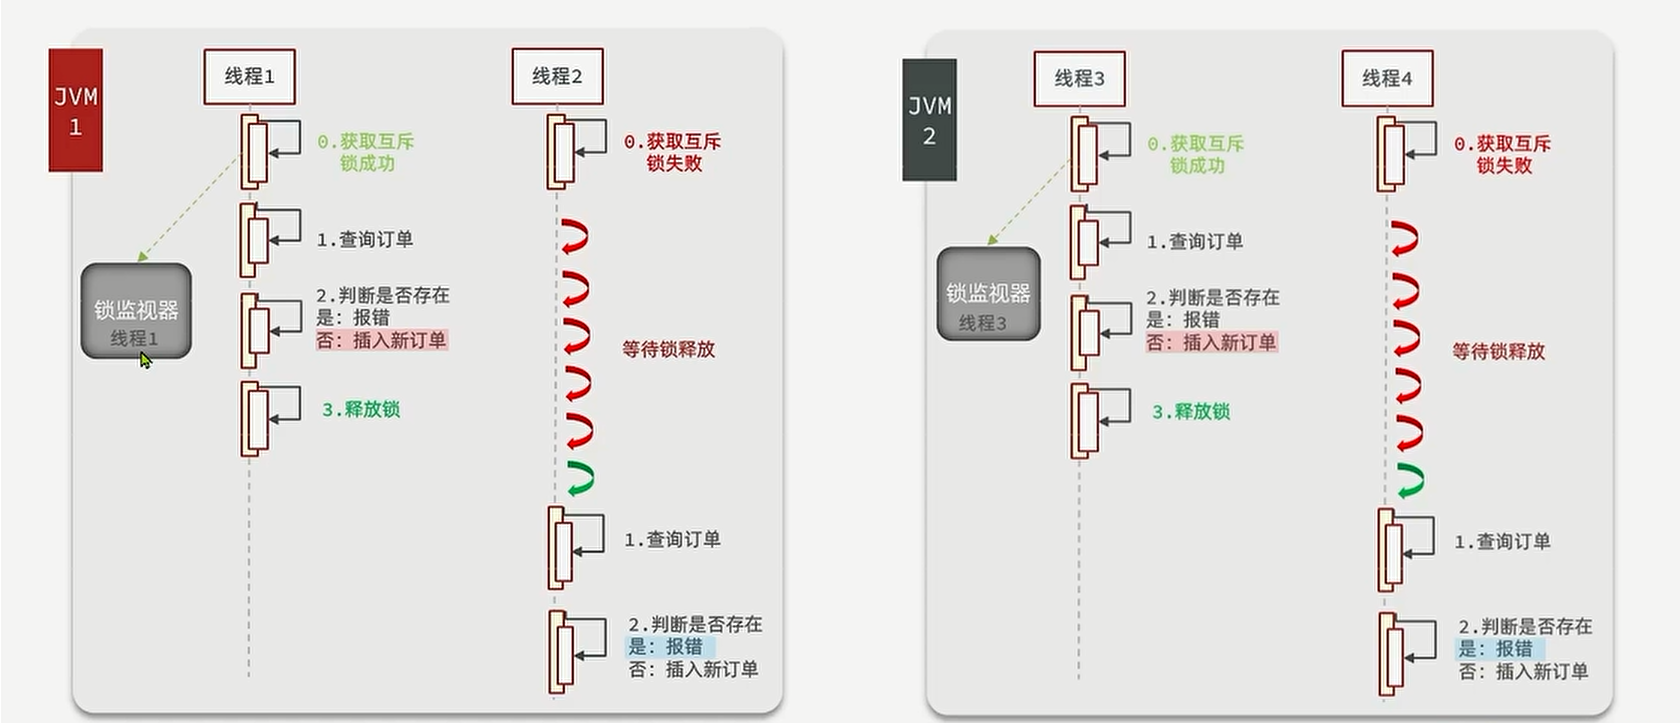 JVM
1
线程1
线程2
0.获取互斥
锁成功
0.获取互斥
锁失败
1.查询订单
锁监视器
线程1
2.判断是否存在
是：报错
否：插入新订单
等待锁释放
3.释放锁
1.查询订单
2.判断是否存在
是：报错
否：插入新订单
JVM
2
线程3
线程4
0.获取互斥
锁成功
0.获取互斥
锁失败
1.查询订单
锁监视器
线程3
2.判断是否存在
是：报错
否：插入新订单
等待锁释放
3.释放锁
1.查询订单
2.判断是否存在
是：报错
否：插入新订单